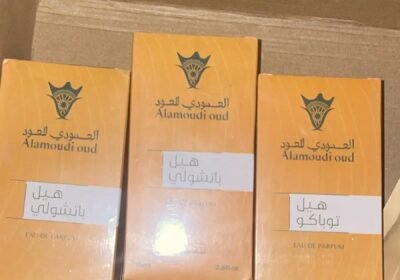 العمودي للعود
Alamoudi oud
هيل
باتشولي
EAU DE PARFUM
العمودي للعود
Alamoudi oud
هيل
باتشولي
العمودي للعود
Alamoudi oud
هيل
توباكو
EAU DE PARFUM